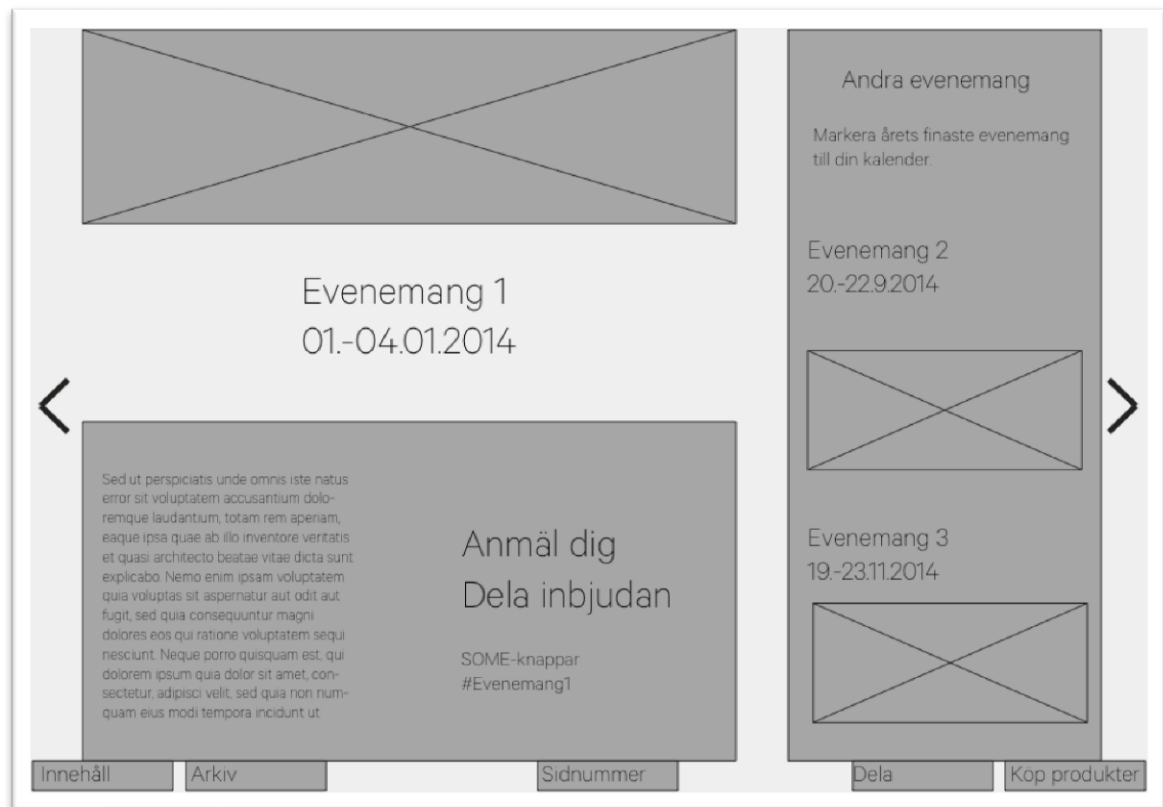 Evenemang 1
01.-04.01.2014
Sed ut perspiciatis unde omnis iste natus
error sit voluptatem accusantium dolo-
remque laudantium, totam rem aperiam,
eaque ipsa quae ab illo inventore veritatis
et quasi architecto beatae vitae dicta sunt
explicabo. Nemo enim ipsam voluptatem
quia voluptas sit aspernatur aut odit aut
fugit, sed quia consequuntur magni
dolores eos qui ratione voluptatem sequi
nesciunt. Neque porro quisquam est, qui
dolorem ipsum quia dolor sit amet, con-
sectetur, adipisci velit, sed quia non num-
quam eius modi tempora incidunt ut
Anmäl dig
Dela inbjudan
SOME-knappar
#Evenemang1
Andra evenemang
Markera årets finaste evenemang
till din kalender.
Evenemang 2
20.-22.9.2014
Evenemang 3
19.-23.11.2014
Innehåll
Arkiv
Sidnummer
Dela
Köp produkter